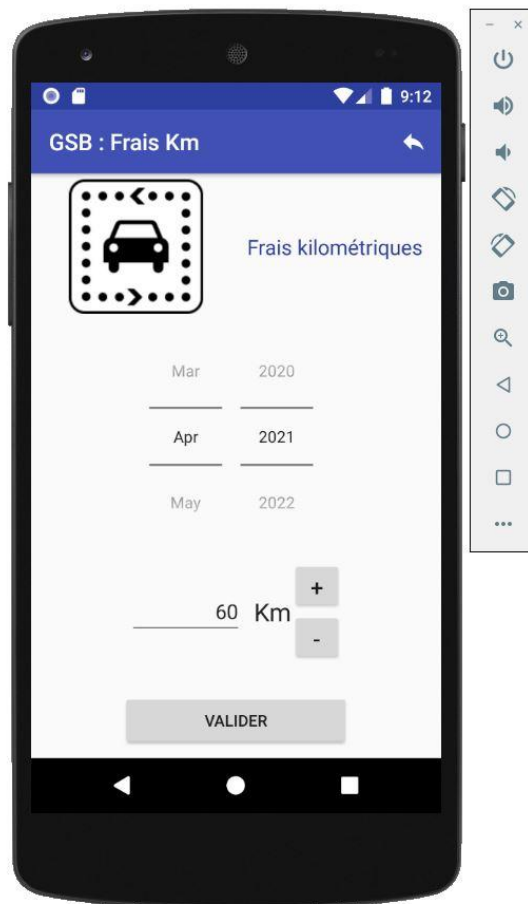 9:12
GSB : Frais Km
Frais kilométriques
Mar 2020
Apr 2021
May 2022
+
60 Km
-
VALIDER